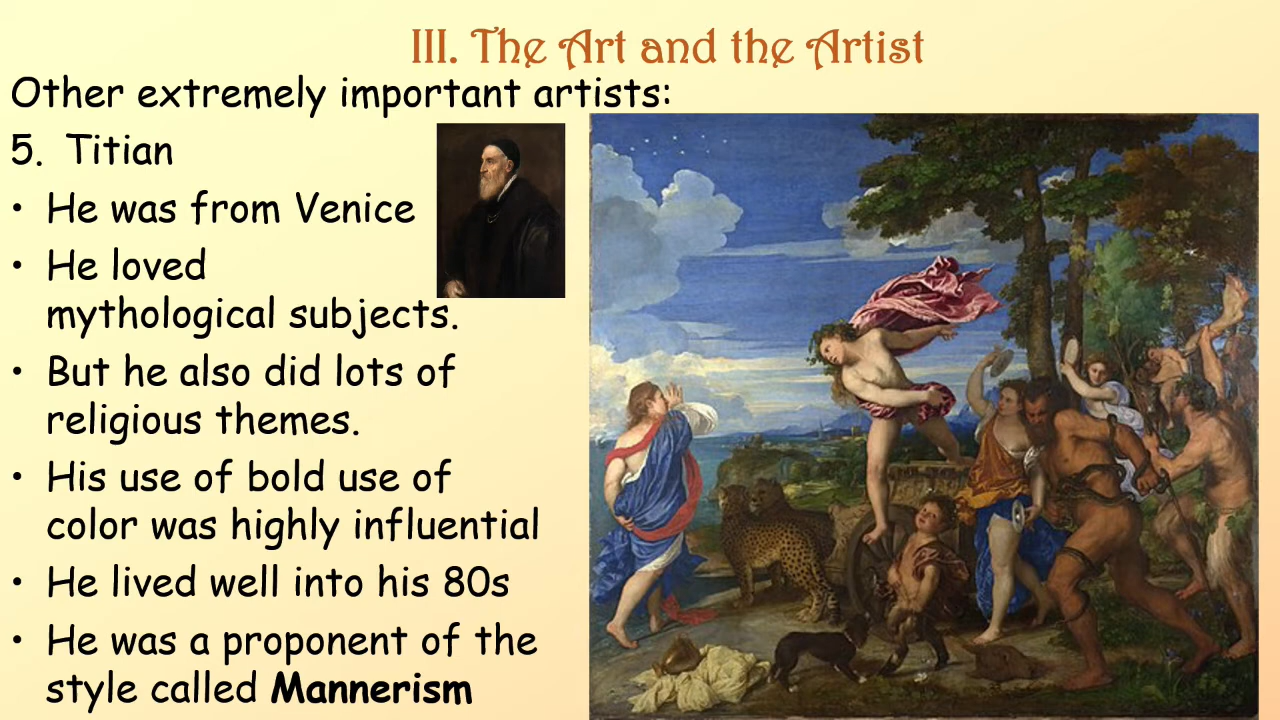 III. The Art and the Artist
Other extremely important artists:
5. Titian
• He was from Venice
• He loved
mythological subjects.
• But he also did lots of
religious themes.
• His use of bold use of
color was highly influential
• He lived well into his 80s
• He was a proponent of the
style called Mannerism